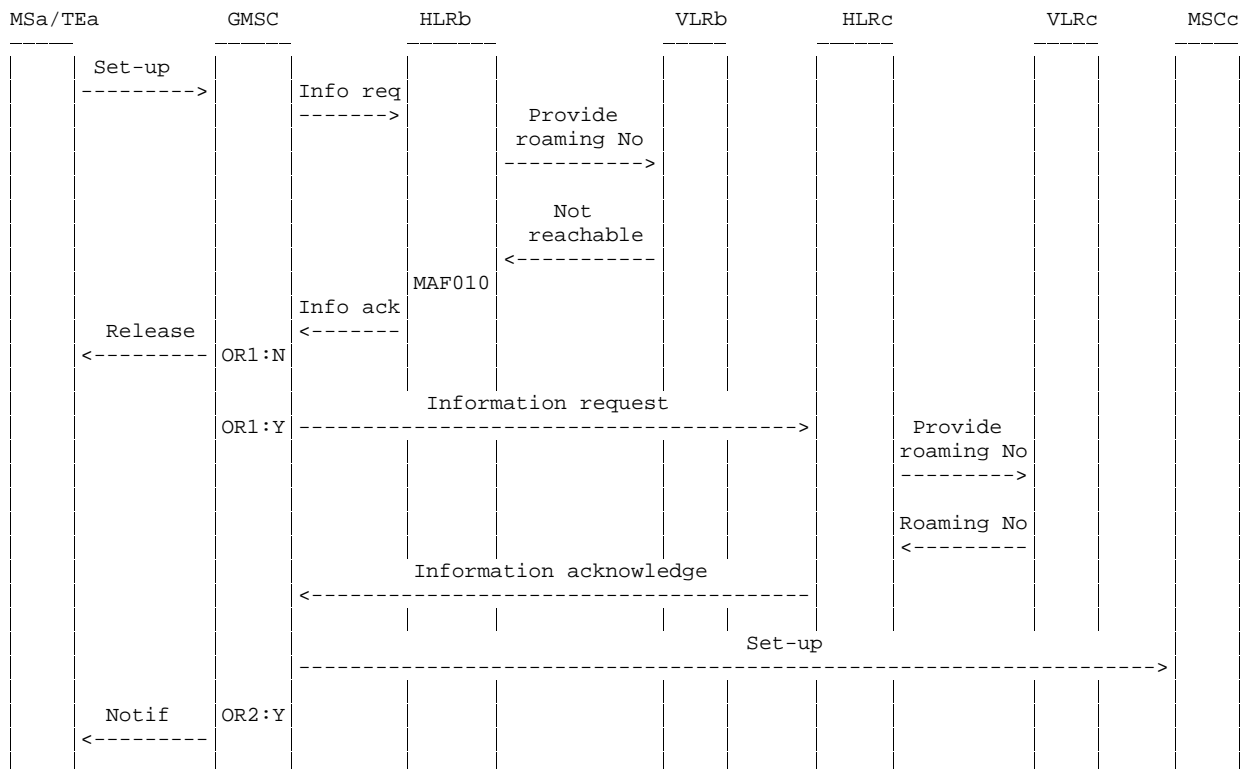 MSa/TEa GMSC HLRb VLRb HLRc VLRc MSCc
Set-up
---------> Info req
-------> Provide
roaming No
----------->
Not
reachable
<-----------
MAF010
Info ack
Release <-------
<--------- OR1:N
Information request
OR1:Y ---------------------------------------> Provide
roaming No
--------->
Roaming No
<---------
Information acknowledge
<---------------------------------------
Set-up
------------------------------------------------------------------->
Notif OR2:Y
<---------